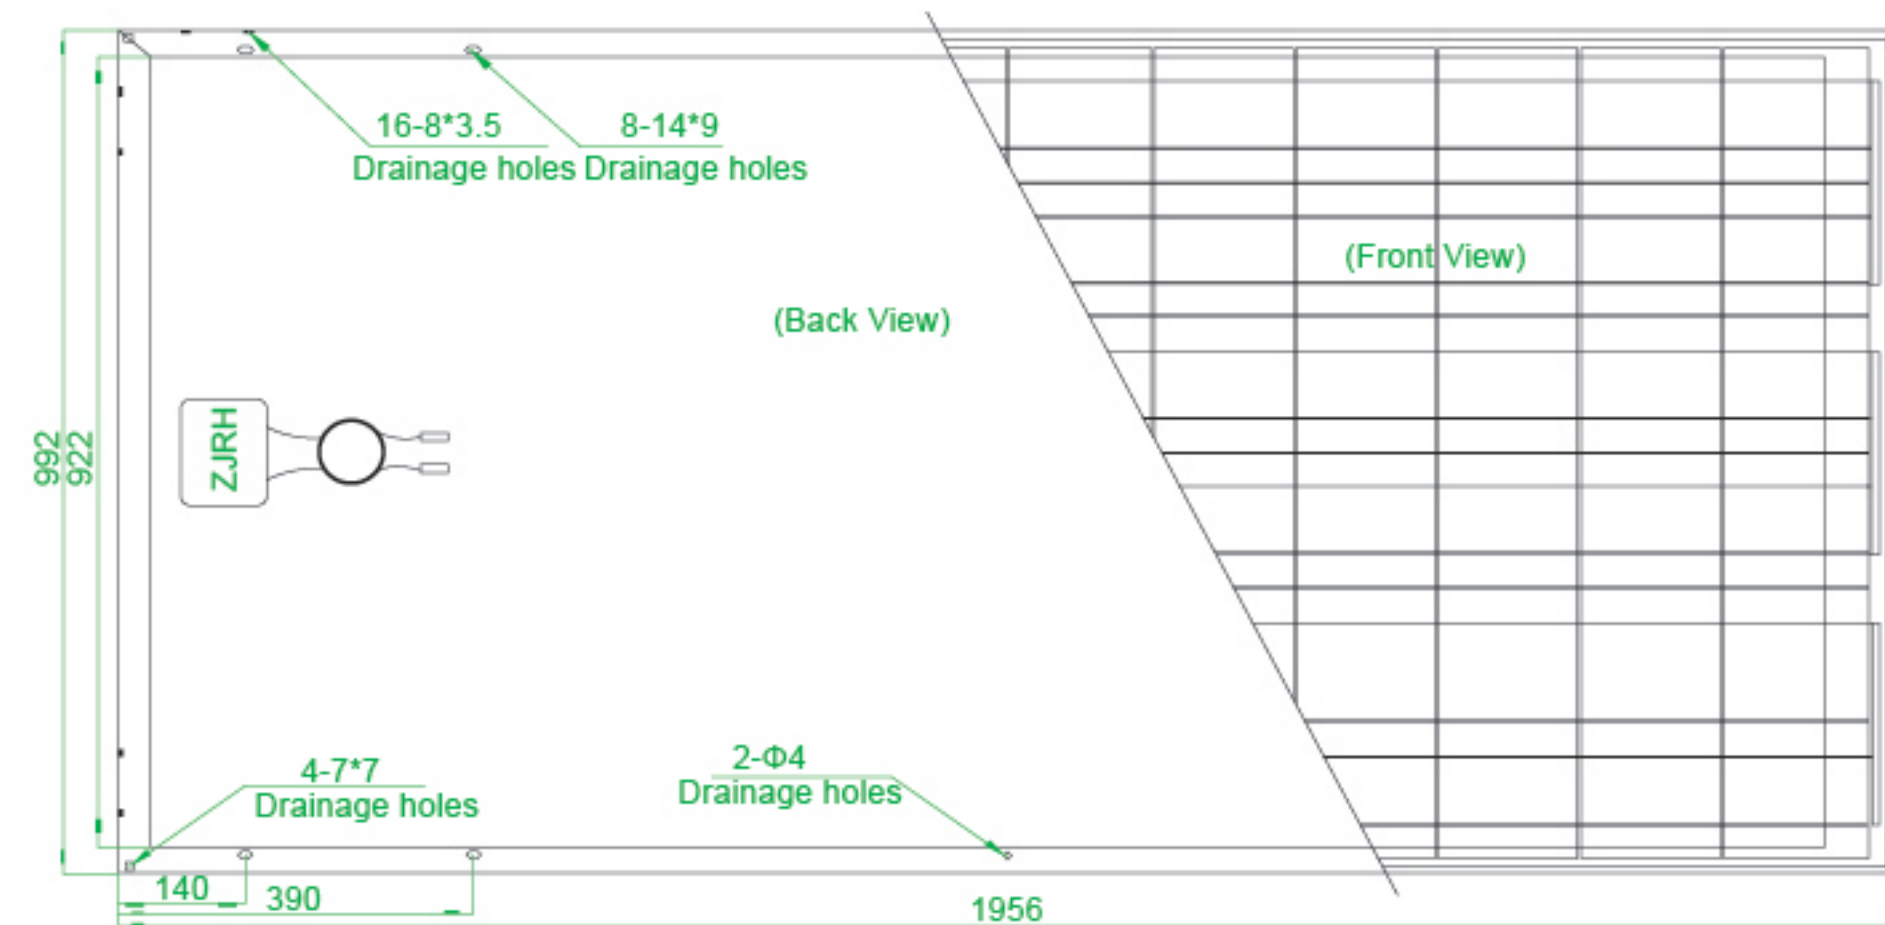 16-8*3.5
Drainage holes
8-14*9
Drainage holes
(Front View)
(Back View)
992
922
ZJRH
4-7*7
Drainage holes
2-Φ4
Drainage holes
140
390
1956